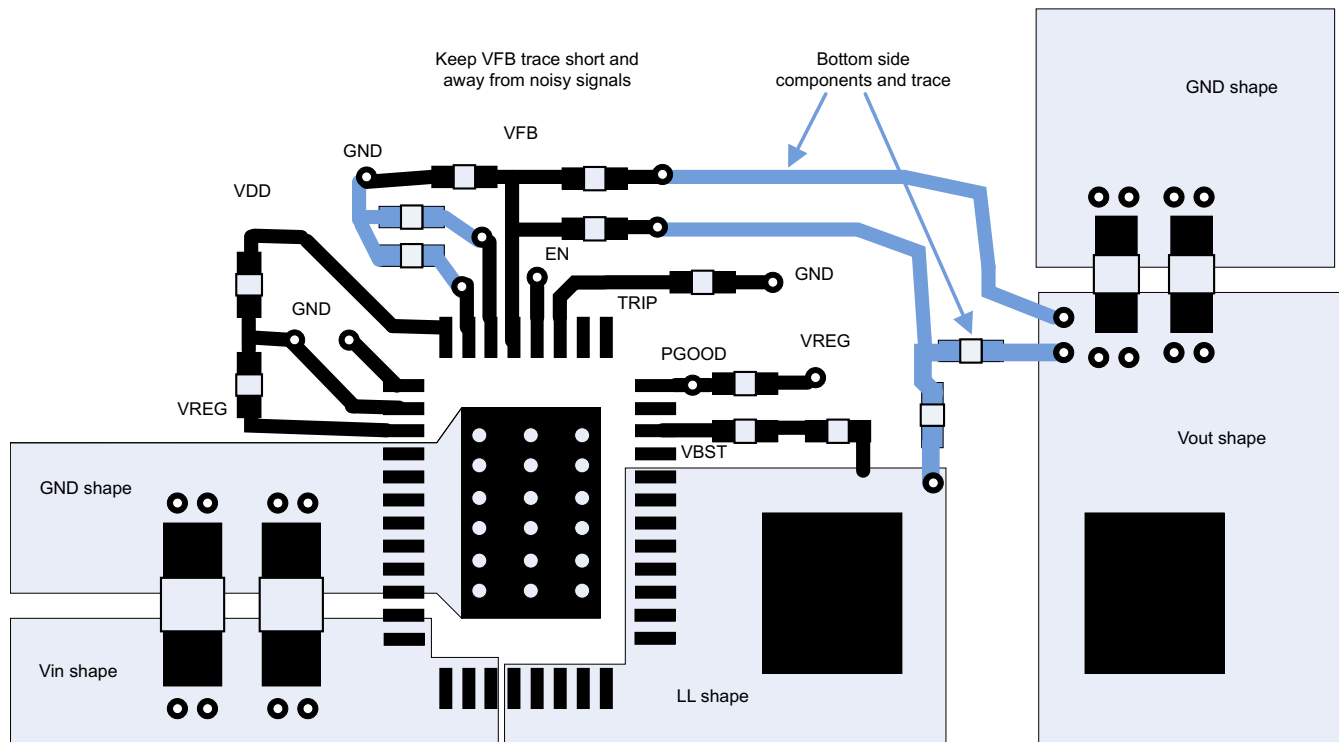 Keep VFB trace short and
away from noisy signals
Bottom side
components and trace
GND shape
VFB
GND
VDD
EN
GND
TRIP
GND
PGOOD
VREG
VREG
VBST
Vout shape
GND shape
Vin shape
LL shape